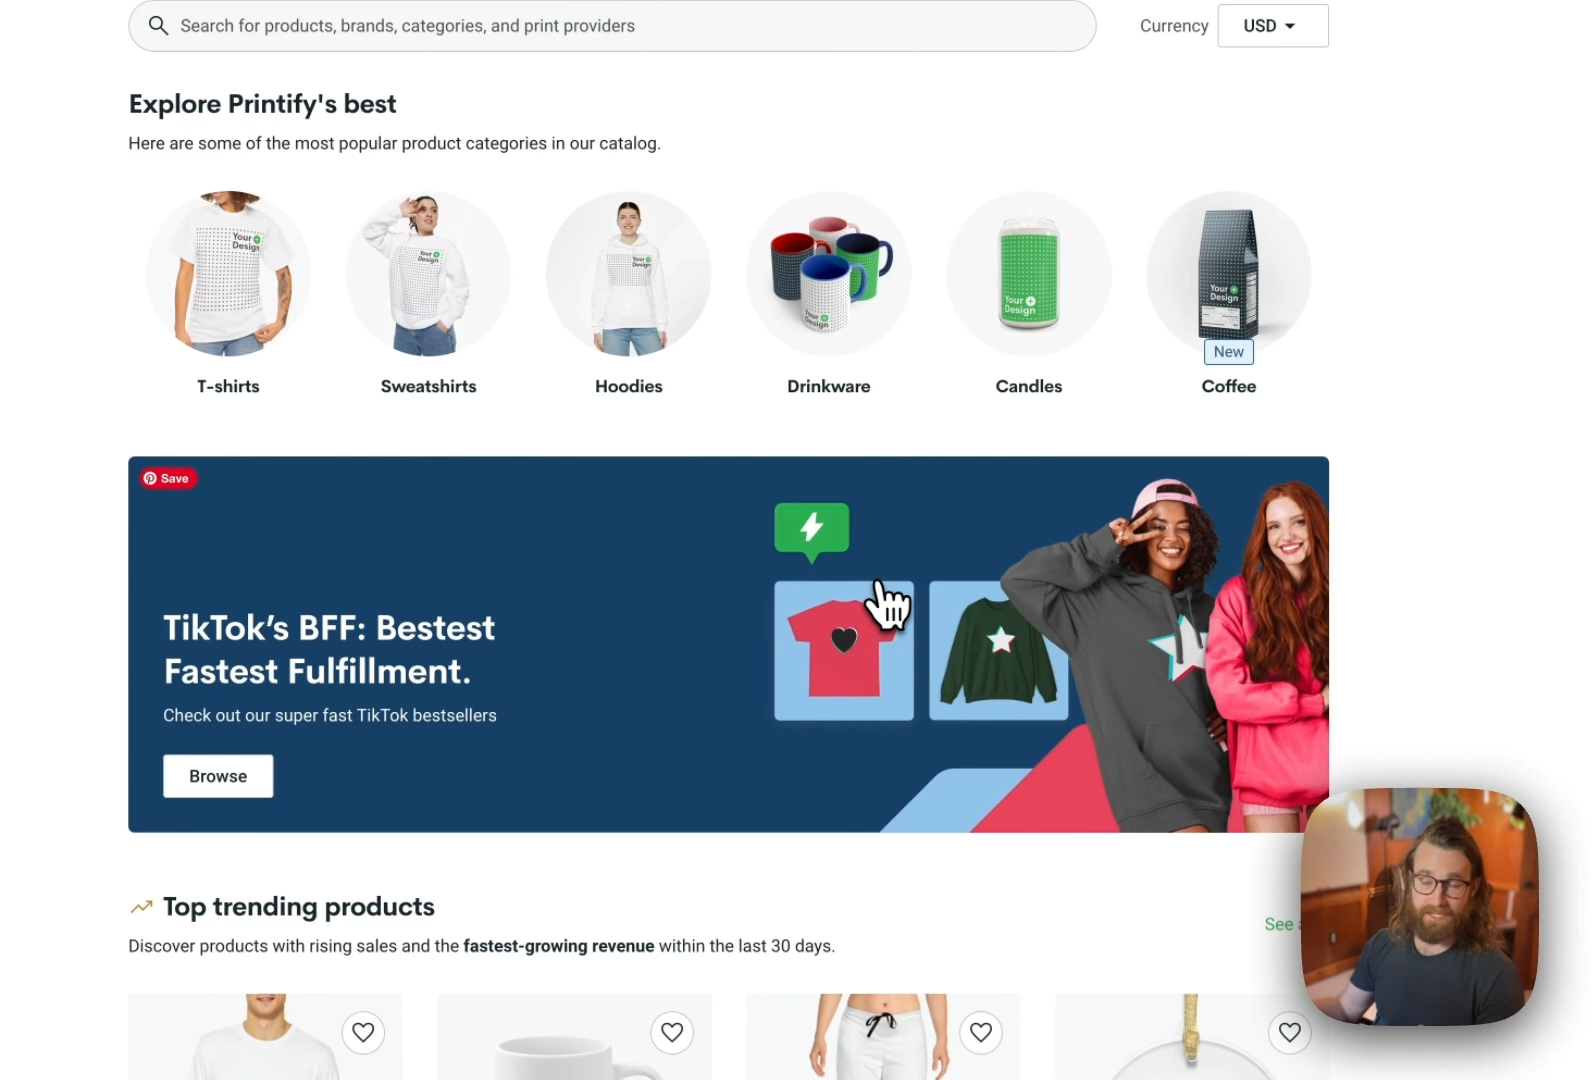 Search for products, brands, categories, and print providers
Currency
USD
Explore Printify's best
Here are some of the most popular product categories in our catalog.
Your Design
Your Design
Your Design
Your Design
Your Design
Your Design
New
T-shirts
Sweatshirts
Hoodies
Drinkware
Candles
Coffee
Save
TikTok’s BFF: Bestest
Fastest Fulfillment.
Check out our super fast TikTok bestsellers
Browse
Top trending products
See
Discover products with rising sales and the fastest-growing revenue within the last 30 days.